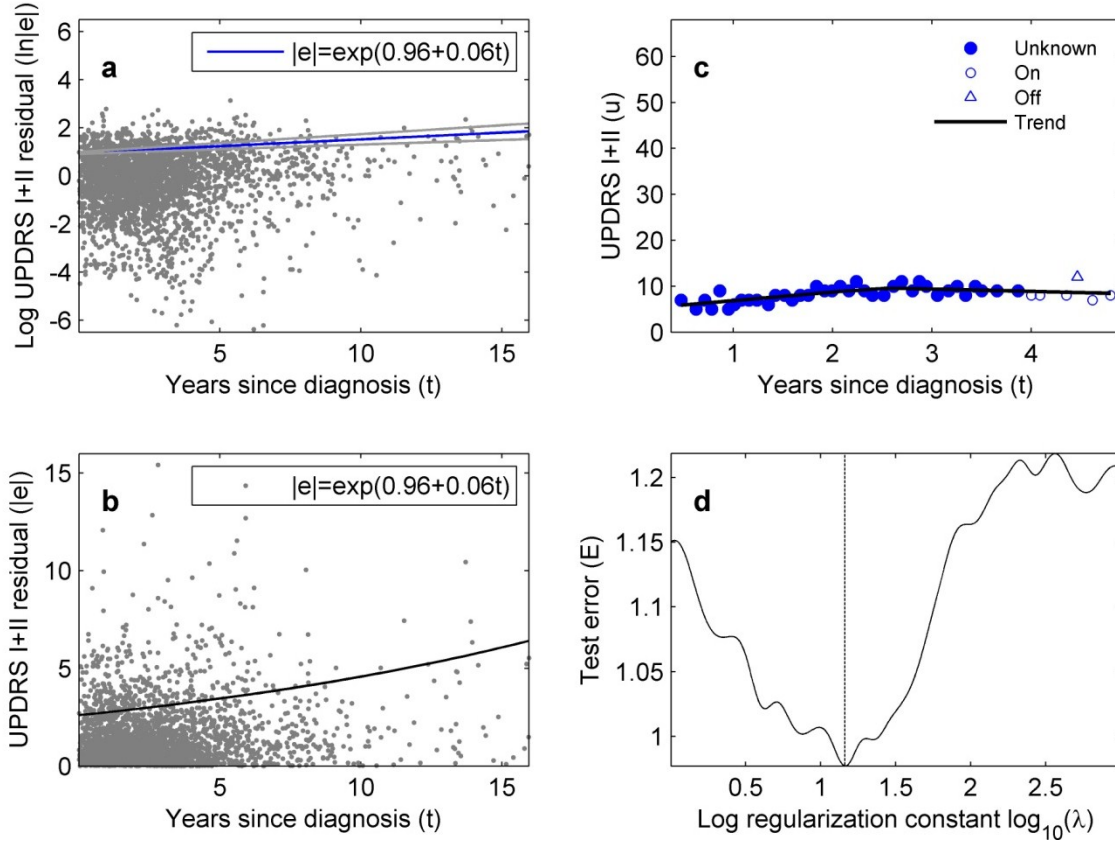 a
Log UPDRS I+II residual (ln|e|)
6
4
2
0
-2
-4
-6
|e|=exp(0.96+0.06t)
5
10
15
Years since diagnosis (t)
c
UPDRS I+II (u)
60
50
40
30
20
10
0
Unknown
On
Off
Trend
1
2
3
4
Years since diagnosis (t)
b
UPDRS I+II residual (|e|)
15
10
5
0
|e|=exp(0.96+0.06t)
5
10
15
Years since diagnosis (t)
d
Test error (E)
1.2
1.15
1.1
1.05
1
0.5
1
1.5
2
2.5
Log regularization constant log₁₀(λ)